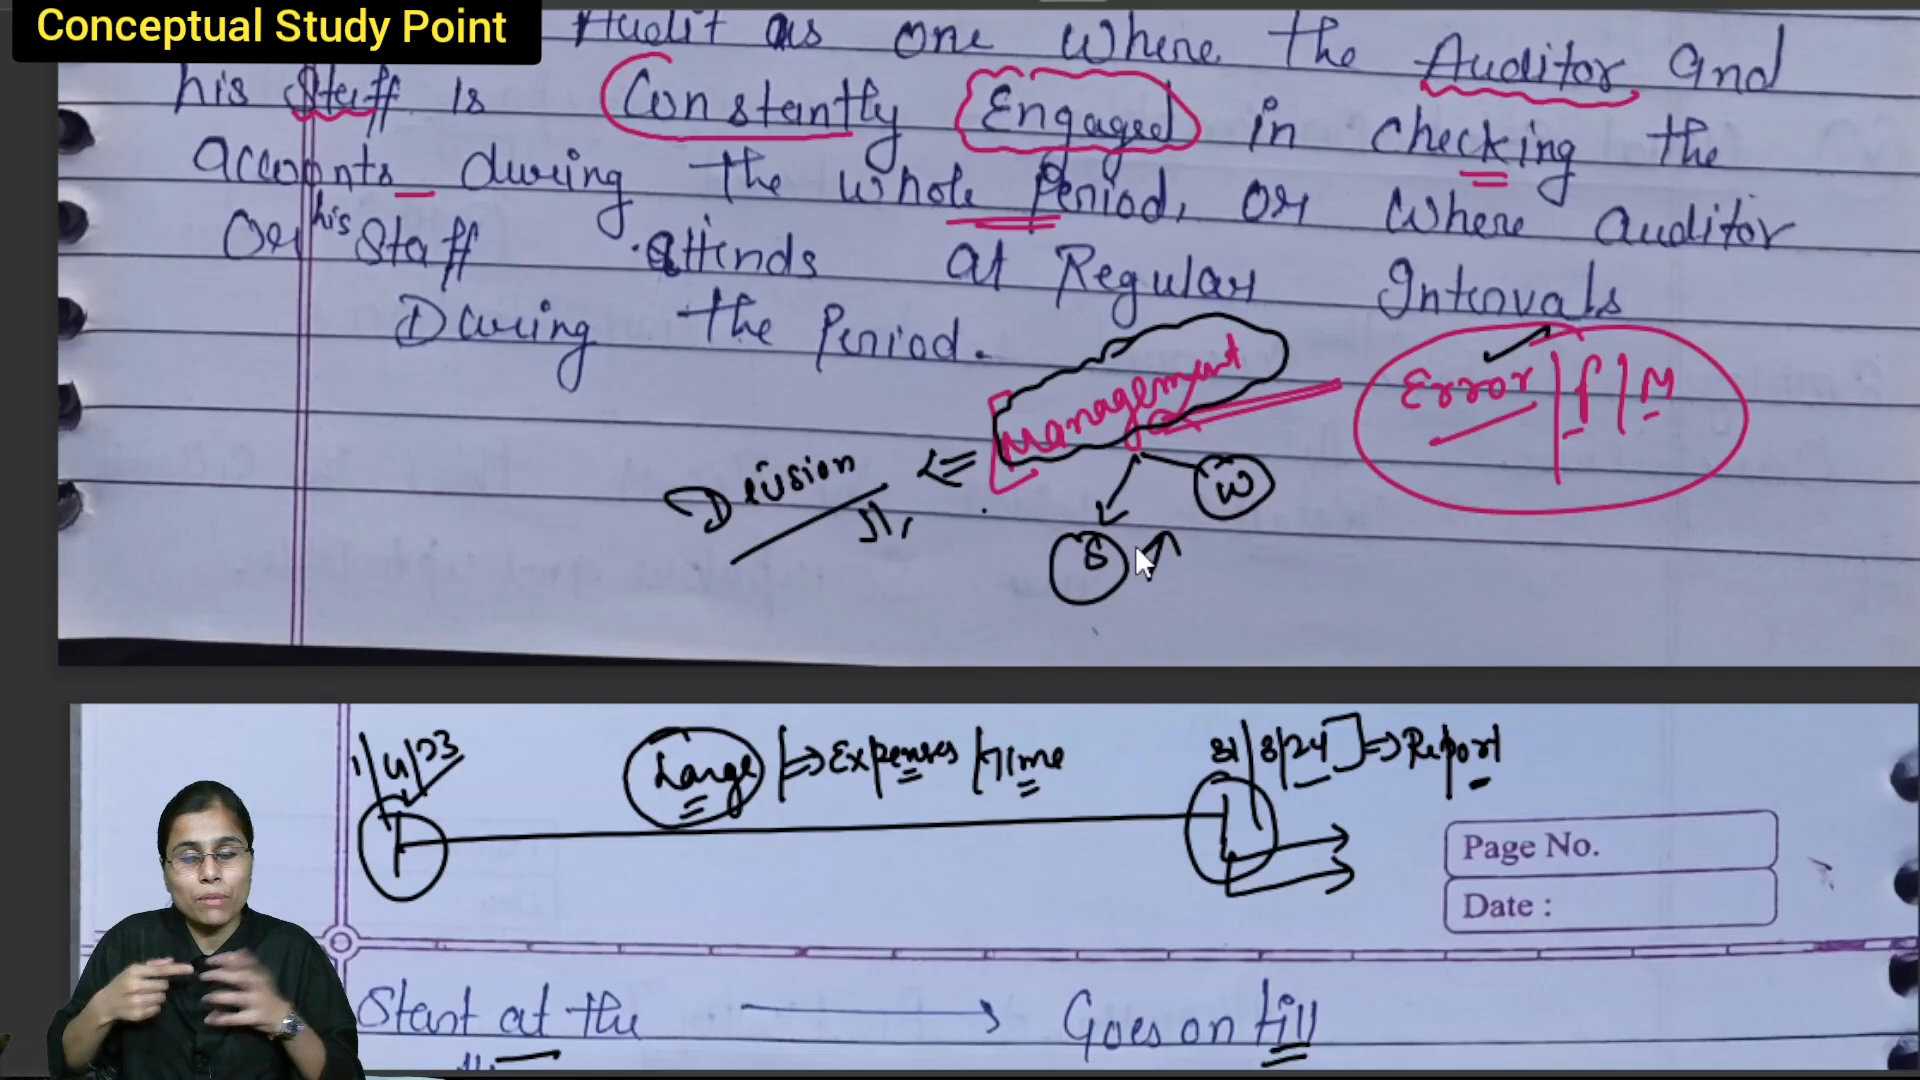 Conceptual Study Point
Audit as one where the Auditor and
his Staff is Constantly Engaged in checking the
accounts during the whole Period, or where auditor
Or his Staff attends at Regular Intervals
During the Period.
Management
Error | f | M
Decision
W
S
1/4/23
Large | => Expenses / Time
31/3/24 ] => Report
Page No.
Date :
Start at the → Goes on till